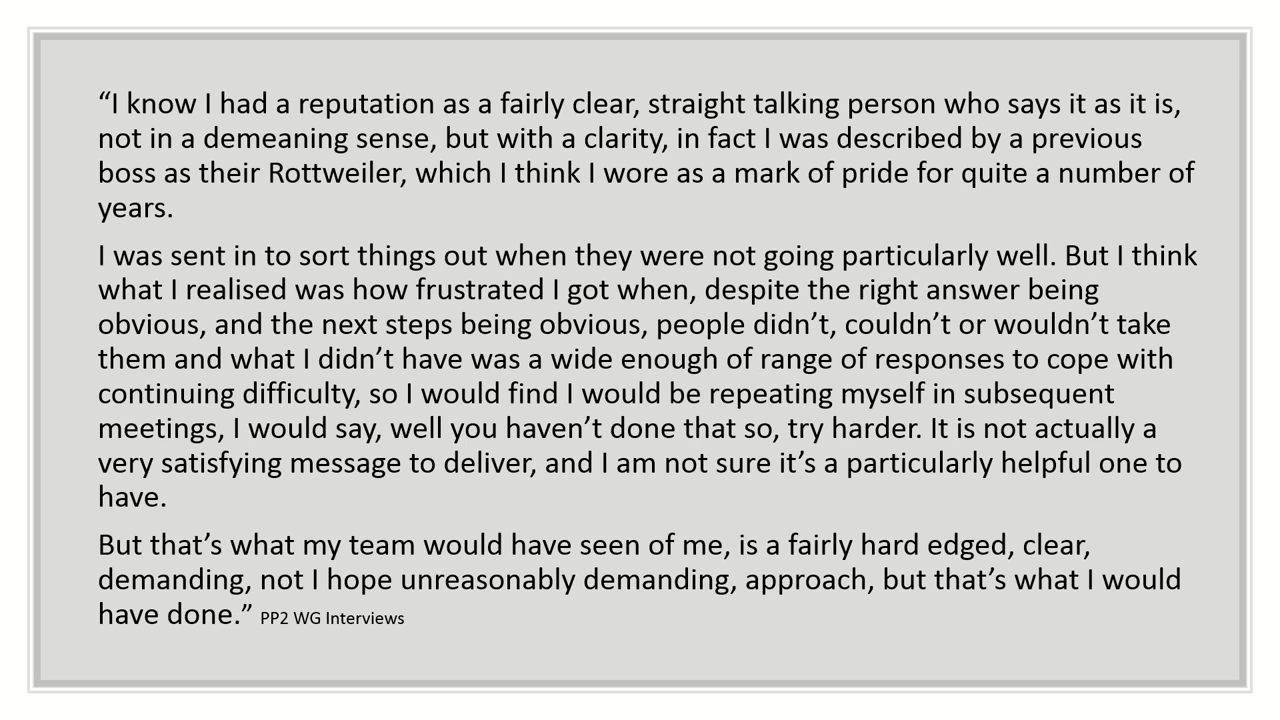 “I know I had a reputation as a fairly clear, straight talking person who says it as it is,
not in a demeaning sense, but with a clarity, in fact I was described by a previous
boss as their Rottweiler, which I think I wore as a mark of pride for quite a number of
years.
I was sent in to sort things out when they were not going particularly well. But I think
what I realised was how frustrated I got when, despite the right answer being
obvious, and the next steps being obvious, people didn’t, couldn’t or wouldn’t take
them and what I didn’t have was a wide enough of range of responses to cope with
continuing difficulty, so I would find I would be repeating myself in subsequent
meetings, I would say, well you haven’t done that so, try harder. It is not actually a
very satisfying message to deliver, and I am not sure it’s a particularly helpful one to
have.
But that’s what my team would have seen of me, is a fairly hard edged, clear,
demanding, not I hope unreasonably demanding, approach, but that’s what I would
have done.” PP2 WG Interviews